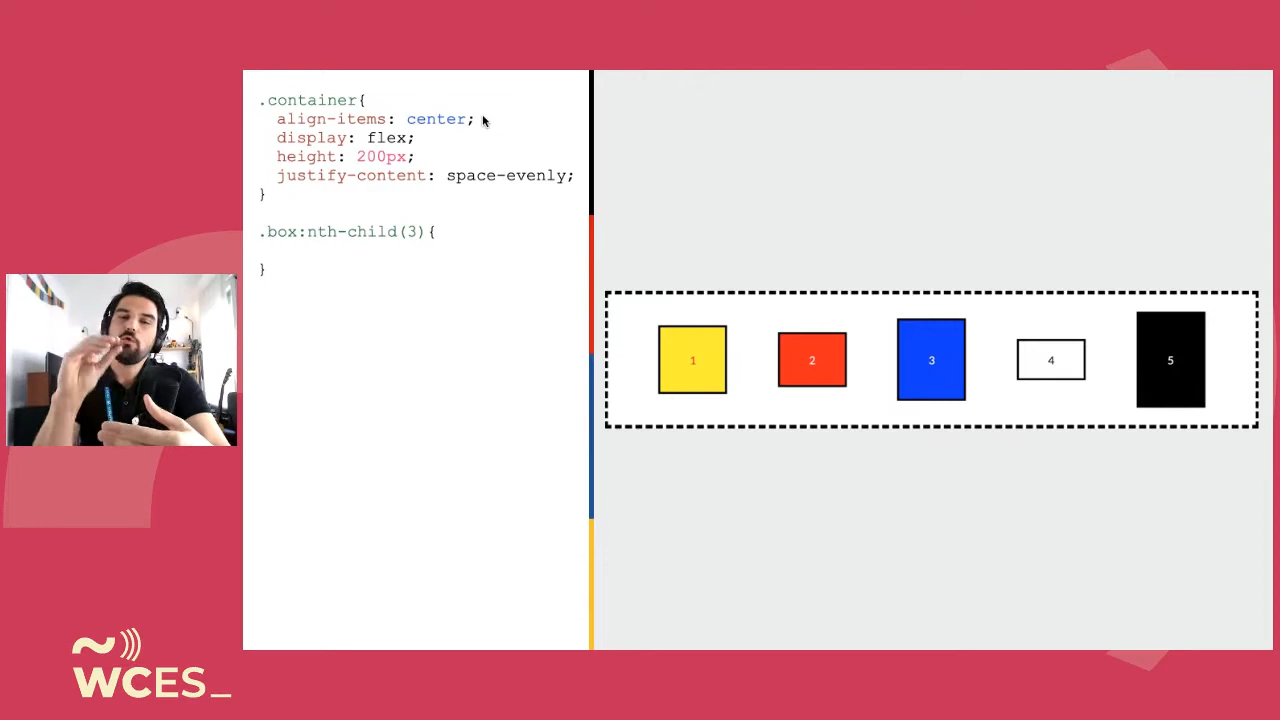 .container{
align-items: center;
display: flex;
height: 200px;
justify-content: space-evenly;
}
.box:nth-child(3){
}
1
2
3
4
5
WCES_